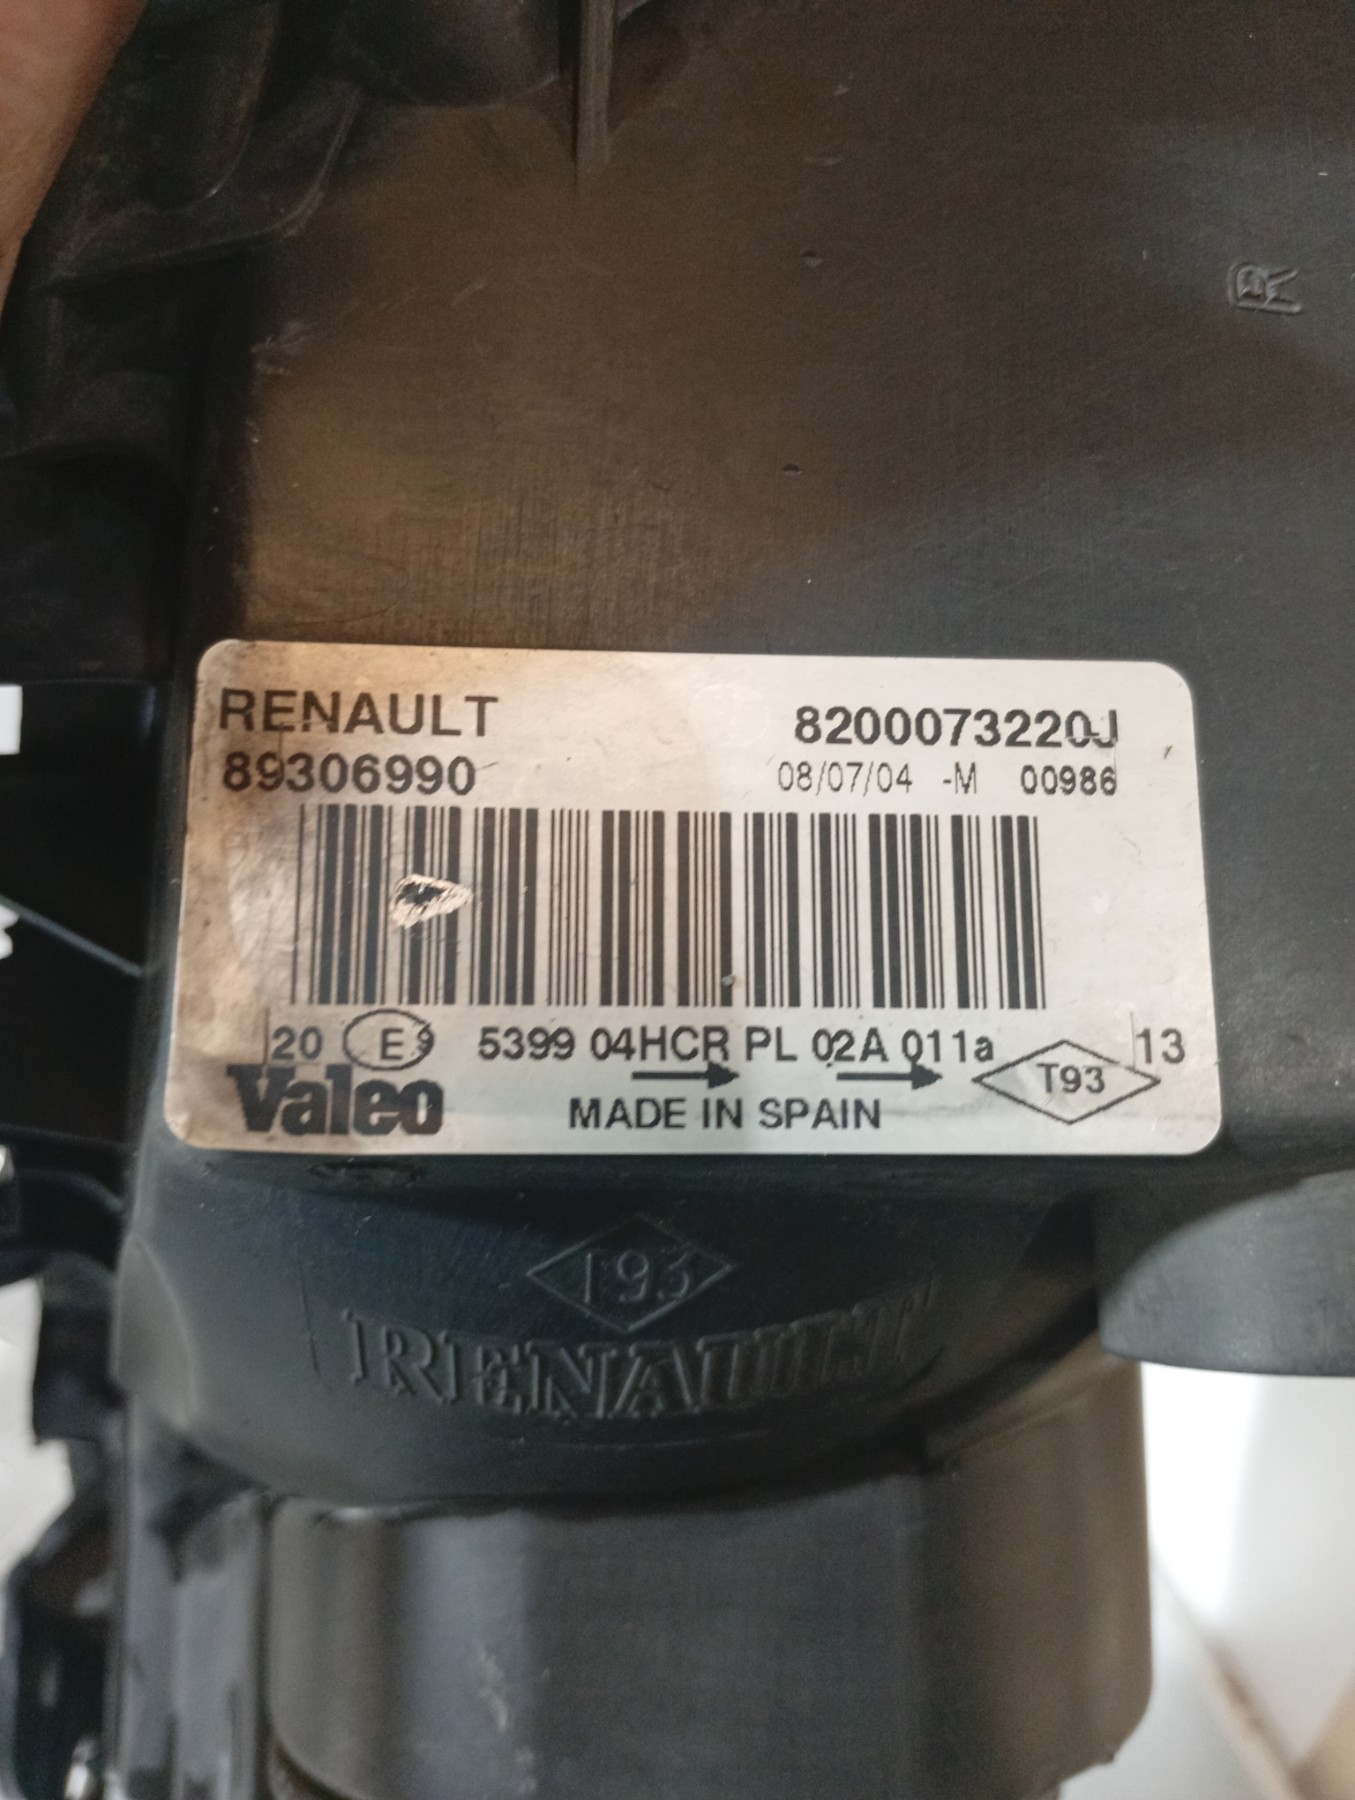 R
RENAULT 8200073220J
89306990 08/07/04 -M 00986
20 E9 5399 04HCR PL 02A 011a 13
T93
Valeo MADE IN SPAIN
T93
RENAULT